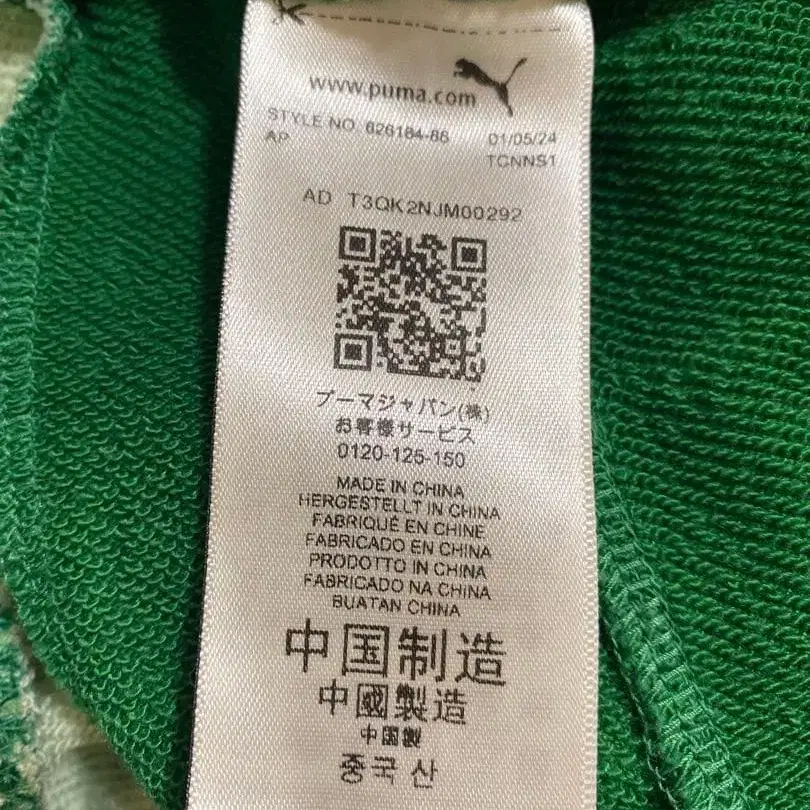 www.puma.com
STYLE NO. 626184-86 01/05/24
AP TCNNS1
AD T3QK2NJM00292
プーマジャパン(株)
お客様サービス
0120-125-150
MADE IN CHINA
HERGESTELLT IN CHINA
FABRIQUÉ EN CHINE
FABRICADO EN CHINA
PRODOTTO IN CHINA
FABRICADO NA CHINA
BUATAN CHINA
中国制造
中國製造
中国製
중국산